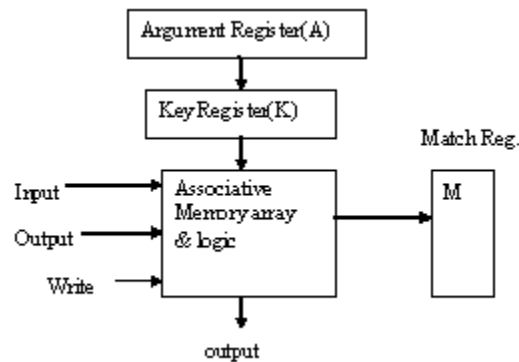 Argument Register(A)
Key Register(K)
Match Reg.
Input
Associative
Memory array
& logic
M
Output
Write
output